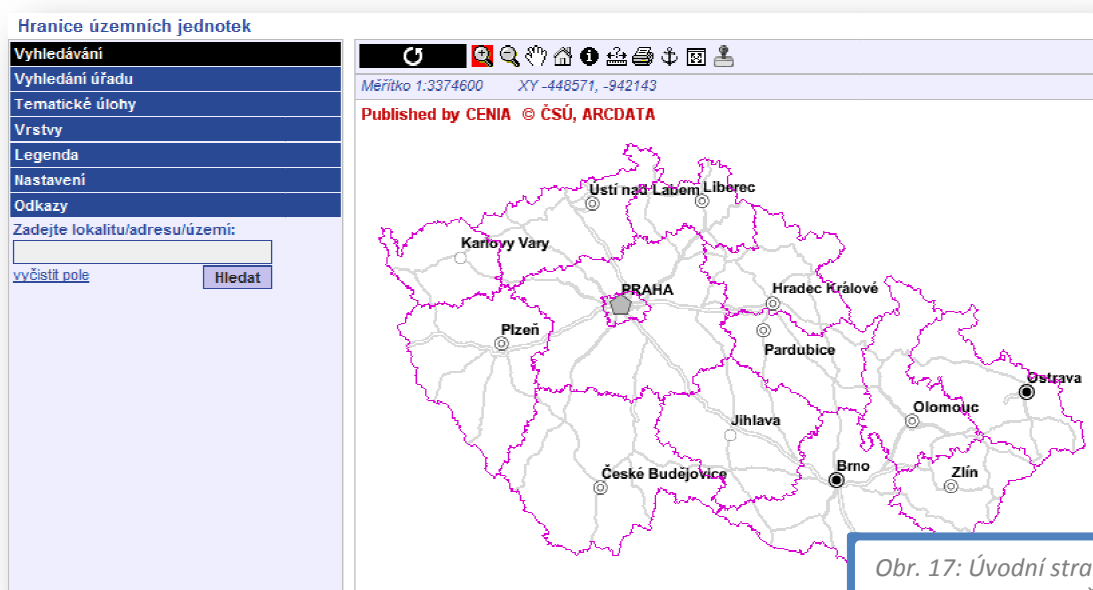 Hranice územních jednotek
Vyhledávání
Vyhledání úřadu
Tematické úlohy
Vrstvy
Legenda
Nastavení
Odkazy
Zadejte lokalitu/adresu/území:
vyčistit pole
Hledat
Měřítko 1:3374600 XY -448571, -942143
Published by CENIA © ČSÚ, ARCDATA
Ústí nad Labem
Liberec
Karlovy Vary
PRAHA
Hradec Králové
Plzeň
Pardubice
Ostrava
Olomouc
Jihlava
Brno
Zlín
České Budějovice
Obr. 17: Úvodní stra